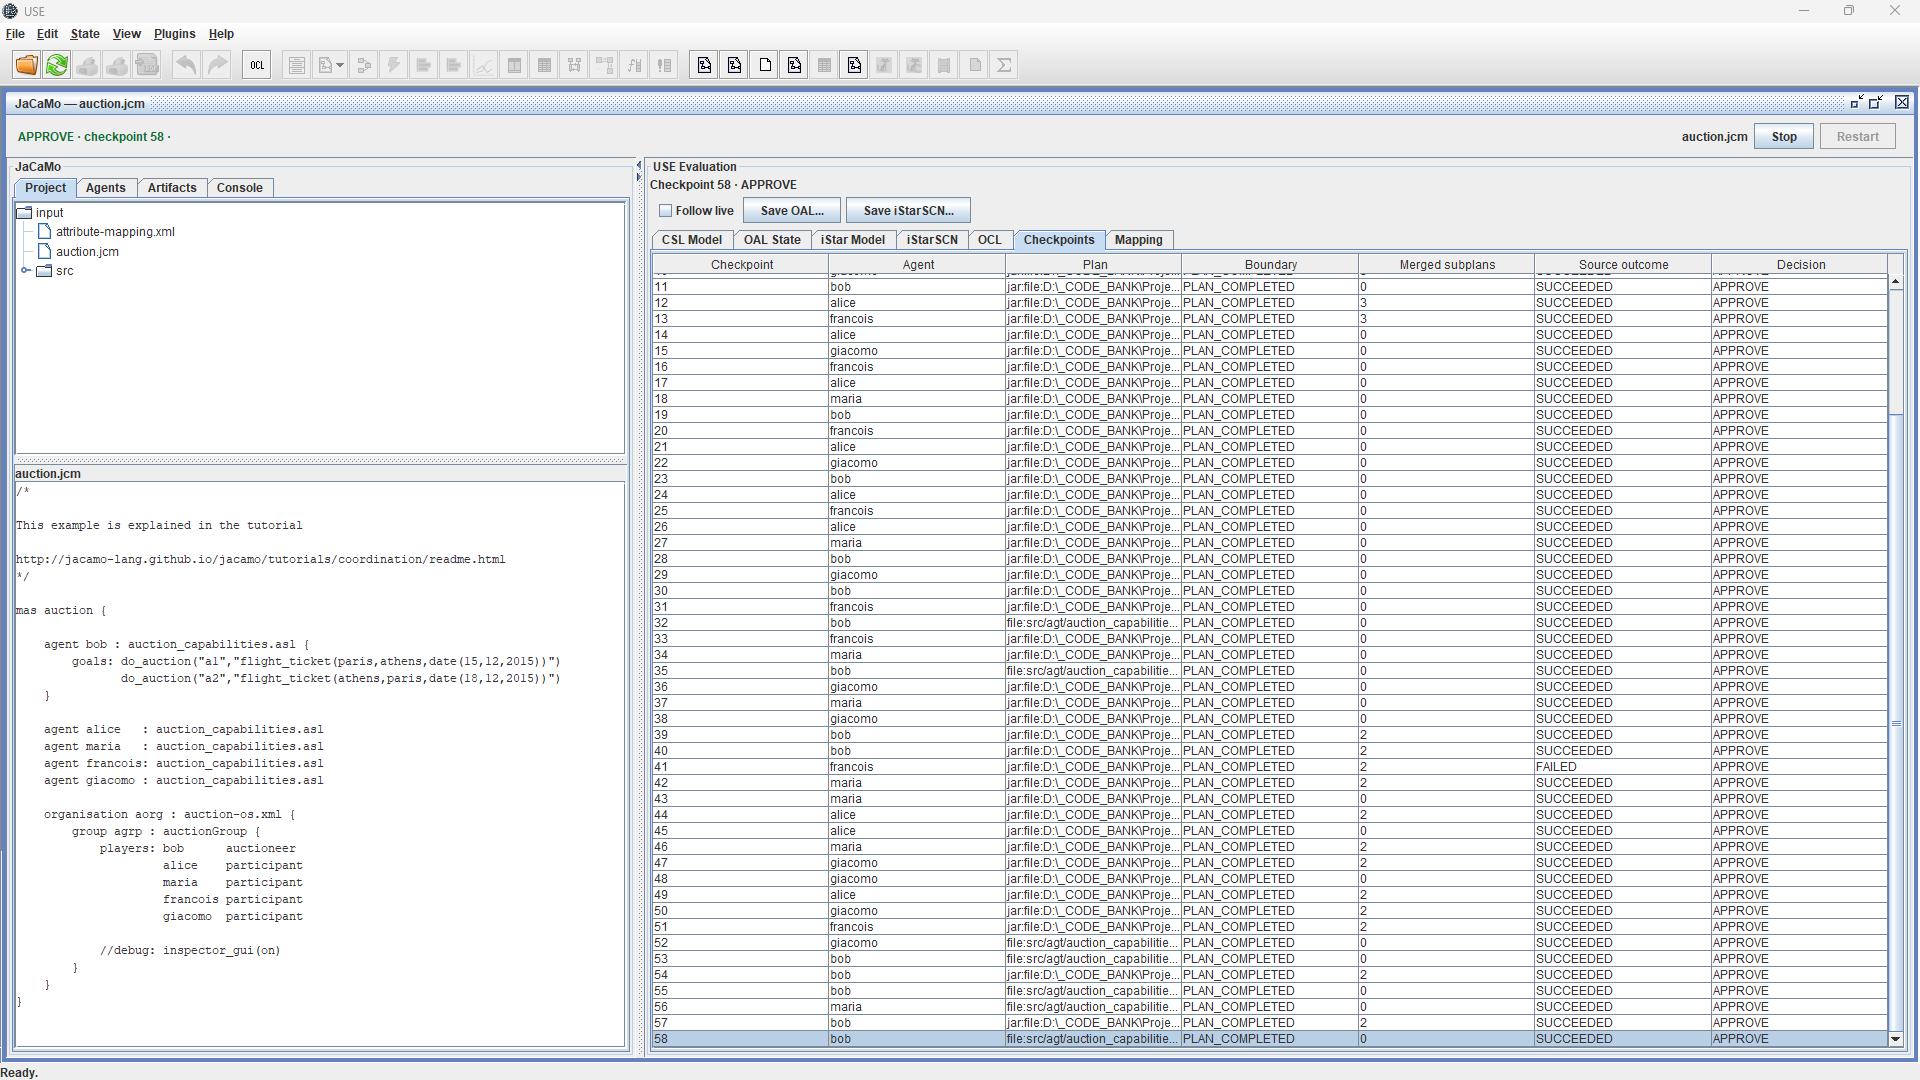 USE
File Edit State View Plugins Help
OCL
JaCaMo — auction.jcm
APPROVE · checkpoint 58 ·
auction.jcm Stop Restart
JaCaMo
Project Agents Artifacts Console
input
attribute-mapping.xml
auction.jcm
src
auction.jcm
/*
This example is explained in the tutorial
http://jacamo-lang.github.io/jacamo/tutorials/coordination/readme.html
*/
mas auction {
agent bob : auction_capabilities.asl {
goals: do_auction("a1","flight_ticket(paris,athens,date(15,12,2015))")
do_auction("a2","flight_ticket(athens,paris,date(18,12,2015))")
}
agent alice : auction_capabilities.asl
agent maria : auction_capabilities.asl
agent francois: auction_capabilities.asl
agent giacomo : auction_capabilities.asl
organisation aorg : auction-os.xml {
group agrp : auctionGroup {
players: bob auctioneer
alice participant
maria participant
francois participant
giacomo participant
//debug: inspector_gui(on)
}
}
}
USE Evaluation
Checkpoint 58 · APPROVE
Follow live Save OAL... Save iStarSCN...
CSL Model OAL State iStar Model iStarSCN OCL Checkpoints Mapping
Checkpoint Agent Plan Boundary Merged subplans Source outcome Decision
11 bob jar:file:D:\_CODE_BANK\Proje... PLAN_COMPLETED 0 SUCCEEDED APPROVE
12 alice jar:file:D:\_CODE_BANK\Proje... PLAN_COMPLETED 3 SUCCEEDED APPROVE
13 francois jar:file:D:\_CODE_BANK\Proje... PLAN_COMPLETED 3 SUCCEEDED APPROVE
14 alice jar:file:D:\_CODE_BANK\Proje... PLAN_COMPLETED 0 SUCCEEDED APPROVE
15 giacomo jar:file:D:\_CODE_BANK\Proje... PLAN_COMPLETED 0 SUCCEEDED APPROVE
16 francois jar:file:D:\_CODE_BANK\Proje... PLAN_COMPLETED 0 SUCCEEDED APPROVE
17 alice jar:file:D:\_CODE_BANK\Proje... PLAN_COMPLETED 0 SUCCEEDED APPROVE
18 maria jar:file:D:\_CODE_BANK\Proje... PLAN_COMPLETED 0 SUCCEEDED APPROVE
19 bob jar:file:D:\_CODE_BANK\Proje... PLAN_COMPLETED 0 SUCCEEDED APPROVE
20 francois jar:file:D:\_CODE_BANK\Proje... PLAN_COMPLETED 0 SUCCEEDED APPROVE
21 alice jar:file:D:\_CODE_BANK\Proje... PLAN_COMPLETED 0 SUCCEEDED APPROVE
22 giacomo jar:file:D:\_CODE_BANK\Proje... PLAN_COMPLETED 0 SUCCEEDED APPROVE
23 bob jar:file:D:\_CODE_BANK\Proje... PLAN_COMPLETED 0 SUCCEEDED APPROVE
24 alice jar:file:D:\_CODE_BANK\Proje... PLAN_COMPLETED 0 SUCCEEDED APPROVE
25 francois jar:file:D:\_CODE_BANK\Proje... PLAN_COMPLETED 0 SUCCEEDED APPROVE
26 alice jar:file:D:\_CODE_BANK\Proje... PLAN_COMPLETED 0 SUCCEEDED APPROVE
27 maria jar:file:D:\_CODE_BANK\Proje... PLAN_COMPLETED 0 SUCCEEDED APPROVE
28 bob jar:file:D:\_CODE_BANK\Proje... PLAN_COMPLETED 0 SUCCEEDED APPROVE
29 giacomo jar:file:D:\_CODE_BANK\Proje... PLAN_COMPLETED 0 SUCCEEDED APPROVE
30 bob jar:file:D:\_CODE_BANK\Proje... PLAN_COMPLETED 0 SUCCEEDED APPROVE
31 francois jar:file:D:\_CODE_BANK\Proje... PLAN_COMPLETED 0 SUCCEEDED APPROVE
32 bob file:src/agt/auction_capabilitie... PLAN_COMPLETED 0 SUCCEEDED APPROVE
33 francois jar:file:D:\_CODE_BANK\Proje... PLAN_COMPLETED 0 SUCCEEDED APPROVE
34 maria jar:file:D:\_CODE_BANK\Proje... PLAN_COMPLETED 0 SUCCEEDED APPROVE
35 bob file:src/agt/auction_capabilitie... PLAN_COMPLETED 0 SUCCEEDED APPROVE
36 giacomo jar:file:D:\_CODE_BANK\Proje... PLAN_COMPLETED 0 SUCCEEDED APPROVE
37 maria jar:file:D:\_CODE_BANK\Proje... PLAN_COMPLETED 0 SUCCEEDED APPROVE
38 giacomo jar:file:D:\_CODE_BANK\Proje... PLAN_COMPLETED 0 SUCCEEDED APPROVE
39 bob jar:file:D:\_CODE_BANK\Proje... PLAN_COMPLETED 2 SUCCEEDED APPROVE
40 bob jar:file:D:\_CODE_BANK\Proje... PLAN_COMPLETED 2 SUCCEEDED APPROVE
41 francois jar:file:D:\_CODE_BANK\Proje... PLAN_COMPLETED 2 FAILED APPROVE
42 maria jar:file:D:\_CODE_BANK\Proje... PLAN_COMPLETED 2 SUCCEEDED APPROVE
43 maria jar:file:D:\_CODE_BANK\Proje... PLAN_COMPLETED 0 SUCCEEDED APPROVE
44 alice jar:file:D:\_CODE_BANK\Proje... PLAN_COMPLETED 2 SUCCEEDED APPROVE
45 alice jar:file:D:\_CODE_BANK\Proje... PLAN_COMPLETED 0 SUCCEEDED APPROVE
46 maria jar:file:D:\_CODE_BANK\Proje... PLAN_COMPLETED 2 SUCCEEDED APPROVE
47 giacomo jar:file:D:\_CODE_BANK\Proje... PLAN_COMPLETED 2 SUCCEEDED APPROVE
48 giacomo jar:file:D:\_CODE_BANK\Proje... PLAN_COMPLETED 0 SUCCEEDED APPROVE
49 alice jar:file:D:\_CODE_BANK\Proje... PLAN_COMPLETED 2 SUCCEEDED APPROVE
50 giacomo jar:file:D:\_CODE_BANK\Proje... PLAN_COMPLETED 2 SUCCEEDED APPROVE
51 francois jar:file:D:\_CODE_BANK\Proje... PLAN_COMPLETED 2 SUCCEEDED APPROVE
52 giacomo file:src/agt/auction_capabilitie... PLAN_COMPLETED 0 SUCCEEDED APPROVE
53 bob file:src/agt/auction_capabilitie... PLAN_COMPLETED 0 SUCCEEDED APPROVE
54 bob jar:file:D:\_CODE_BANK\Proje... PLAN_COMPLETED 2 SUCCEEDED APPROVE
55 bob file:src/agt/auction_capabilitie... PLAN_COMPLETED 0 SUCCEEDED APPROVE
56 maria file:src/agt/auction_capabilitie... PLAN_COMPLETED 0 SUCCEEDED APPROVE
57 bob jar:file:D:\_CODE_BANK\Proje... PLAN_COMPLETED 2 SUCCEEDED APPROVE
58 bob file:src/agt/auction_capabilitie... PLAN_COMPLETED 0 SUCCEEDED APPROVE
Ready.